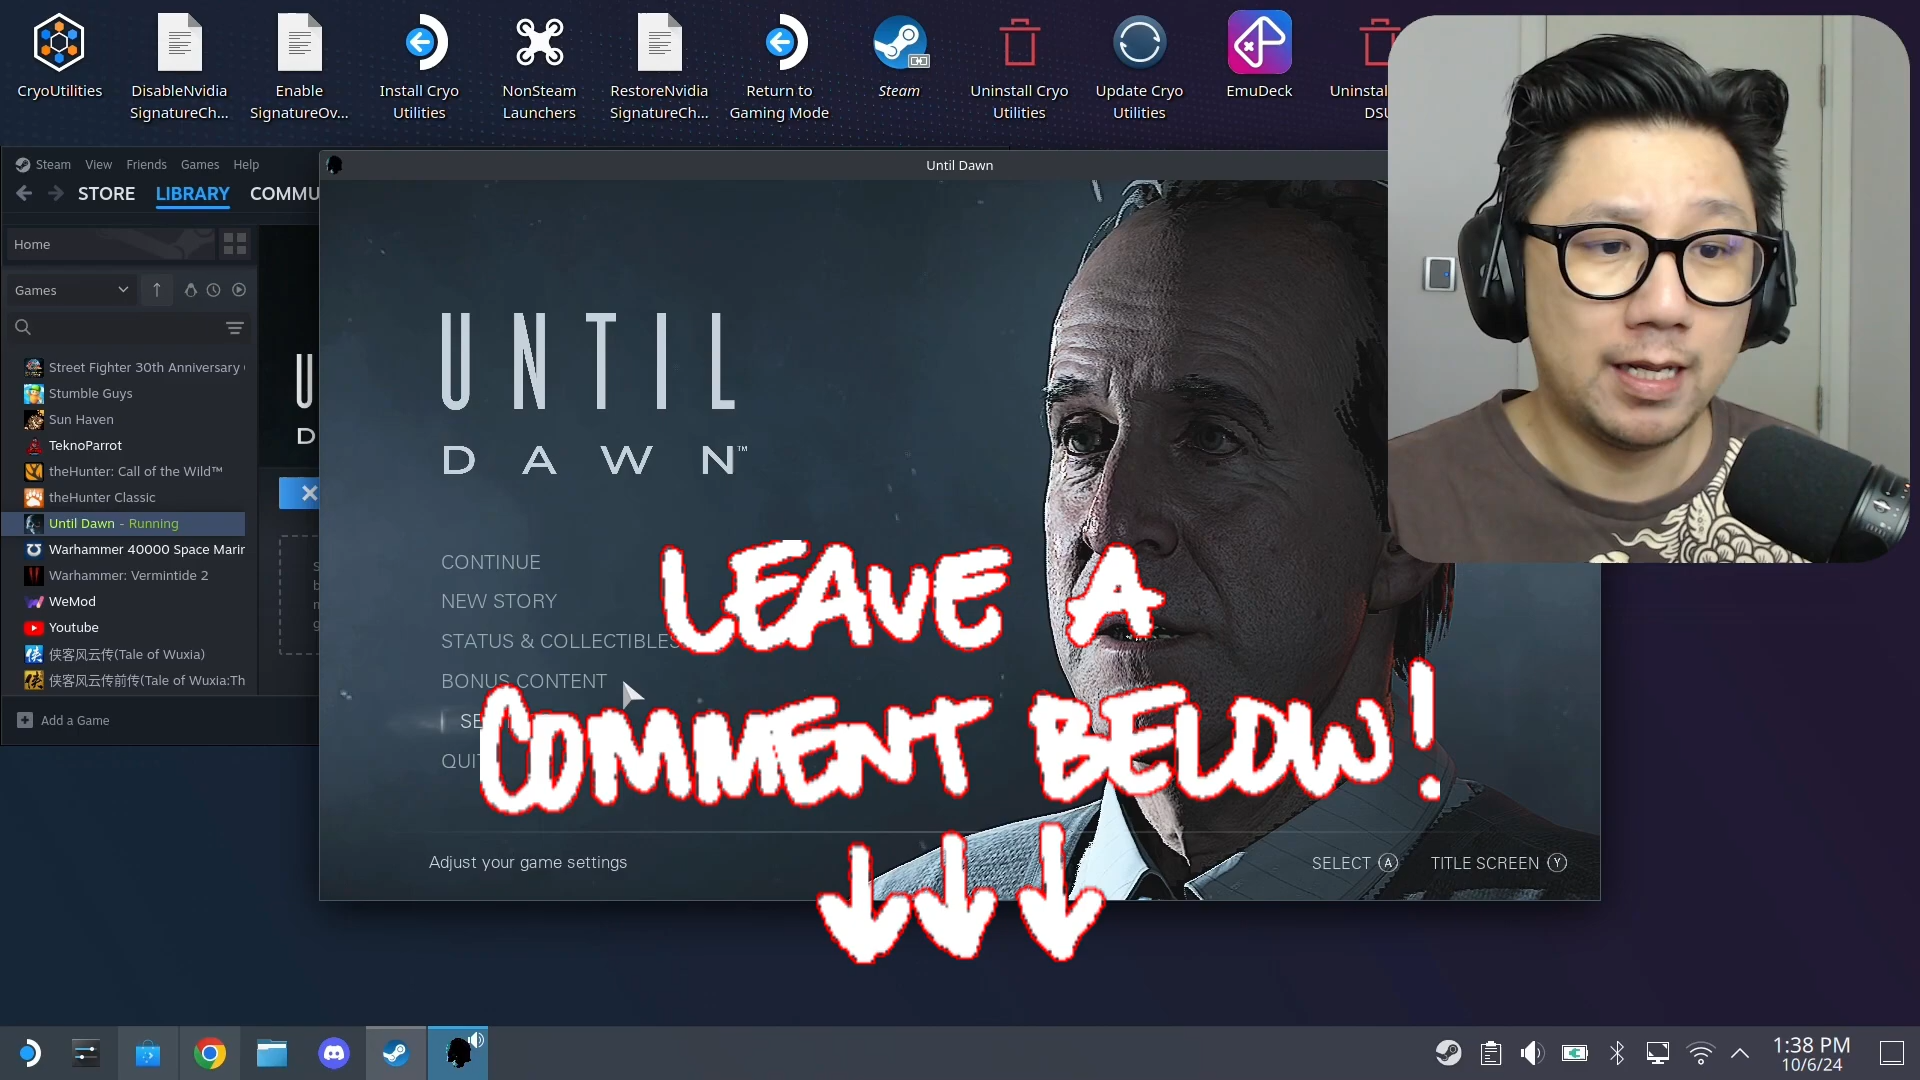 CryoUtilities
DisableNvidia
SignatureCh...
Enable
SignatureOv...
Install Cryo
Utilities
NonSteam
Launchers
RestoreNvidia
SignatureCh...
Return to
Gaming Mode
Steam
Uninstall Cryo
Utilities
Update Cryo
Utilities
EmuDeck
Steam View Friends Games Help
STORE LIBRARY
Until Dawn
Home
Games
Street Fighter 30th Anniversary
Stumble Guys
Sun Haven
TeknoParrot
theHunter: Call of the Wild™
theHunter Classic
Until Dawn - Running
Warhammer 40000 Space Marir
Warhammer: Vermintide 2
WeMod
Youtube
侠客风云传(Tale of Wuxia)
侠客风云传前传(Tale of Wuxia:Th
Add a Game
UNTIL
DAWN™
CONTINUE
NEW STORY
STATUS & COLLECTIBLES
BONUS CONTENT
Adjust your game settings
SELECT A TITLE SCREEN Y
LEAVE A
COMMENT BELOW!
1:38 PM
10/6/24